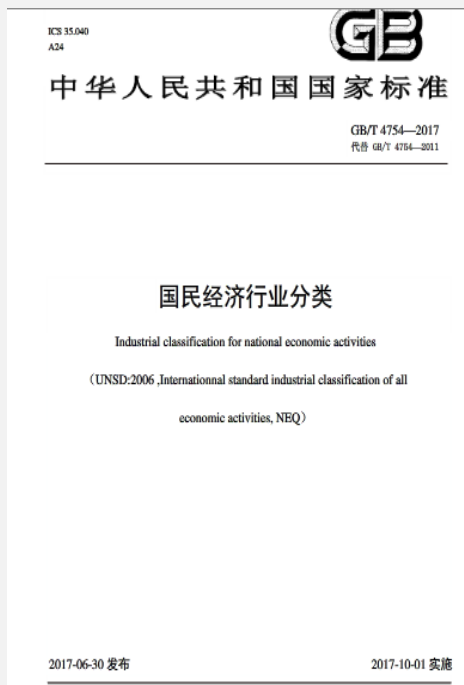 ICS 35.040
A24
GB
中华人民共和国国家标准
GB/T 4754—2017
代替 GB/T 4754—2011
国民经济行业分类
Industrial classification for national economic activities
（UNSD:2006 ,Internationnal standard industrial classification of all
economic activities, NEQ）
2017-06-30 发布
2017-10-01 实施